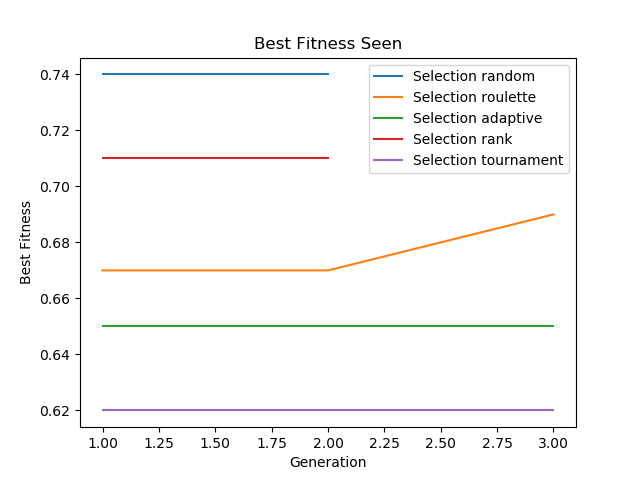 Best Fitness Seen
Selection random
Selection roulette
Selection adaptive
Selection rank
Selection tournament
Best Fitness
0.74
0.72
0.70
0.68
0.66
0.64
0.62
1.00 1.25 1.50 1.75 2.00 2.25 2.50 2.75 3.00
Generation